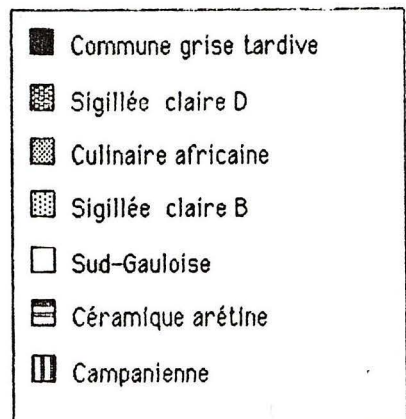 Commune grise tardive
Sigillée claire D
Culinaire africaine
Sigillée claire B
Sud-Gauloise
Céramique arétine
Campanienne